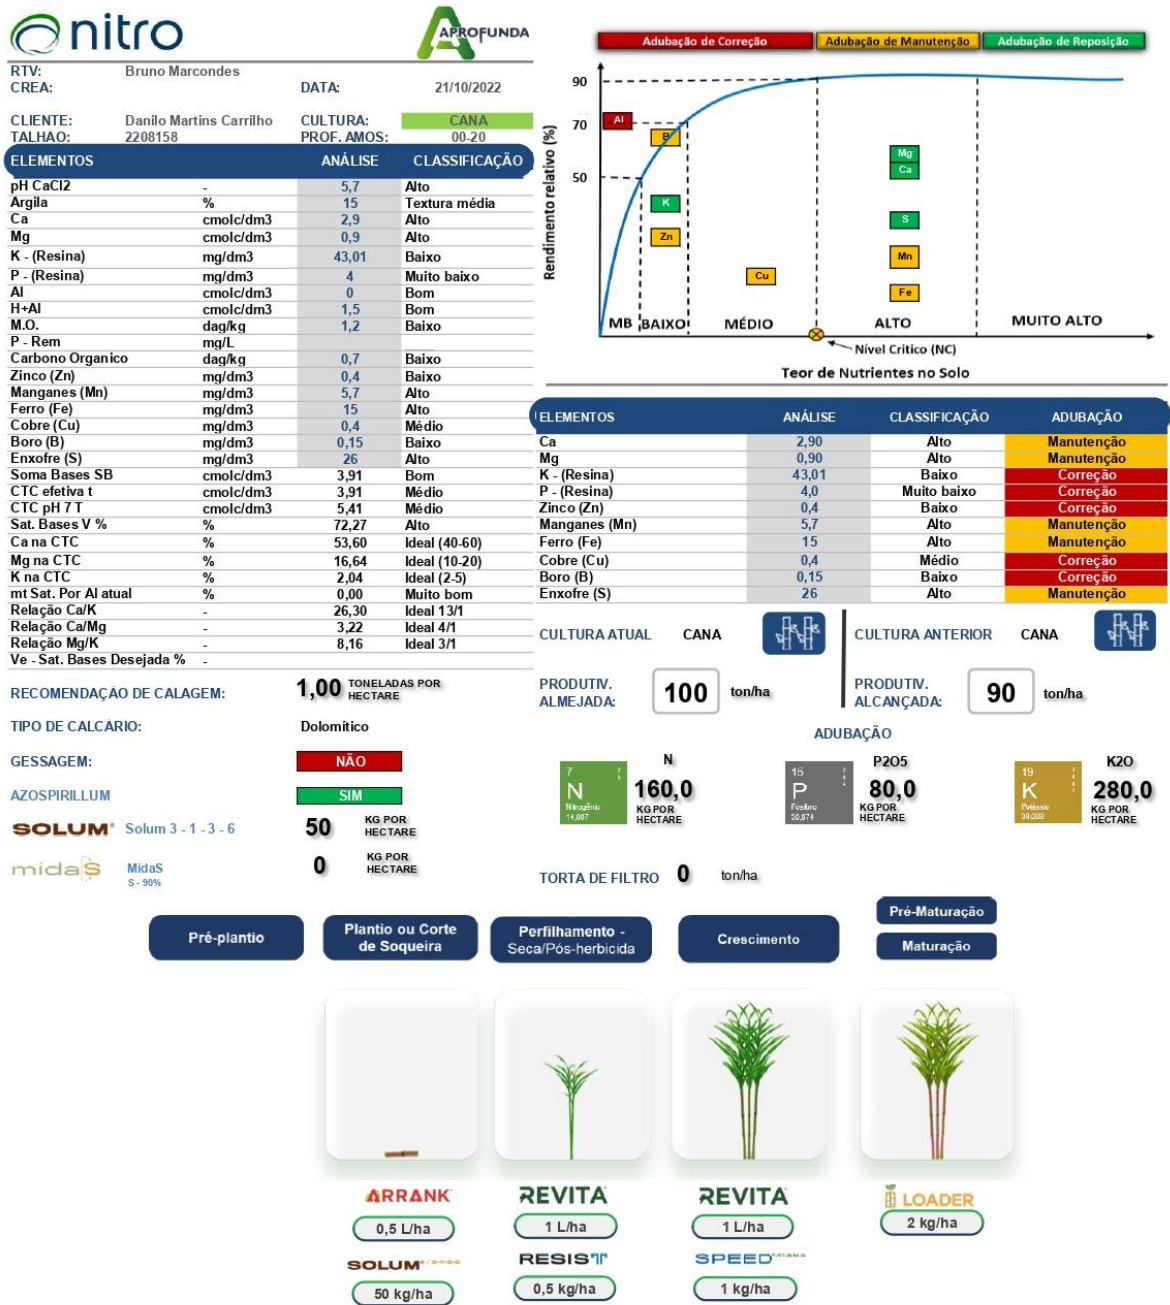 nitro
APROFUNDA
RTV: Bruno Marcondes
CREA: DATA: 21/10/2022
CLIENTE: Danilo Martins Carrilho CULTURA: CANA
TALHÃO: 2208158 PROF. AMOS: 00-20
ELEMENTOS ANÁLISE CLASSIFICAÇÃO
pH CaCl2 - 5,7 Alto
Argila % 15 Textura média
Ca cmolc/dm3 2,9 Alto
Mg cmolc/dm3 0,9 Alto
K - (Resina) mg/dm3 43,01 Baixo
P - (Resina) mg/dm3 4 Muito baixo
Al cmolc/dm3 0 Bom
H+Al cmolc/dm3 1,5 Bom
M.O. dag/kg 1,2 Baixo
P - Rem mg/L
Carbono Organico dag/kg 0,7 Baixo
Zinco (Zn) mg/dm3 0,4 Baixo
Manganes (Mn) mg/dm3 5,7 Alto
Ferro (Fe) mg/dm3 15 Alto
Cobre (Cu) mg/dm3 0,4 Médio
Boro (B) mg/dm3 0,15 Baixo
Enxofre (S) mg/dm3 26 Alto
Soma Bases SB cmolc/dm3 3,91 Bom
CTC efetiva t cmolc/dm3 3,91 Médio
CTC pH 7 T cmolc/dm3 5,41 Médio
Sat. Bases V % % 72,27 Alto
Ca na CTC % 53,60 Ideal (40-60)
Mg na CTC % 16,64 Ideal (10-20)
K na CTC % 2,04 Ideal (2-5)
mt Sat. Por Al atual % 0,00 Muito bom
Relação Ca/K - 26,30 Ideal 13/1
Relação Ca/Mg - 3,22 Ideal 4/1
Relação Mg/K - 8,16 Ideal 3/1
Ve - Sat. Bases Desejada % -
Adubação de Correção Adubação de Manutenção Adubação de Reposição
Rendimento relativo (%)
90
70
50
Al
B
K
Zn
Cu
Mg
Ca
S
Mn
Fe
MB BAIXO MÉDIO ALTO MUITO ALTO
Nível Critico (NC)
Teor de Nutrientes no Solo
ELEMENTOS ANÁLISE CLASSIFICAÇÃO ADUBAÇÃO
Ca 2,90 Alto Manutenção
Mg 0,90 Alto Manutenção
K - (Resina) 43,01 Baixo Correção
P - (Resina) 4,0 Muito baixo Correção
Zinco (Zn) 0,4 Baixo Correção
Manganes (Mn) 5,7 Alto Manutenção
Ferro (Fe) 15 Alto Manutenção
Cobre (Cu) 0,4 Médio Correção
Boro (B) 0,15 Baixo Correção
Enxofre (S) 26 Alto Manutenção
CULTURA ATUAL CANA CULTURA ANTERIOR CANA
PRODUTIV. ALMEJADA: 100 ton/ha
PRODUTIV. ALCANÇADA: 90 ton/ha
RECOMENDAÇÃO DE CALAGEM: 1,00 TONELADAS POR HECTARE
TIPO DE CALCÁRIO: Dolomítico
GESSAGEM: NÃO
AZOSPIRILLUM SIM
SOLUM Solum 3 - 1 - 3 - 6 50 KG POR HECTARE
midaS MidaS S - 90% 0 KG POR HECTARE
ADUBAÇÃO
7 N Nitrogênio 14,007 N 160,0 KG POR HECTARE
15 P Fósforo 30,974 P2O5 80,0 KG POR HECTARE
19 K Potássio 39,098 K2O 280,0 KG POR HECTARE
TORTA DE FILTRO 0 ton/ha
Pré-plantio
Plantio ou Corte de Soqueira
Perfilhamento - Seca/Pós-herbicida
Crescimento
Pré-Maturação
Maturação
ARRANK REVITA REVITA LOADER
0,5 L/ha 1 L/ha 1 L/ha 2 kg/ha
SOLUM RESIST SPEED
50 kg/ha 0,5 kg/ha 1 kg/ha